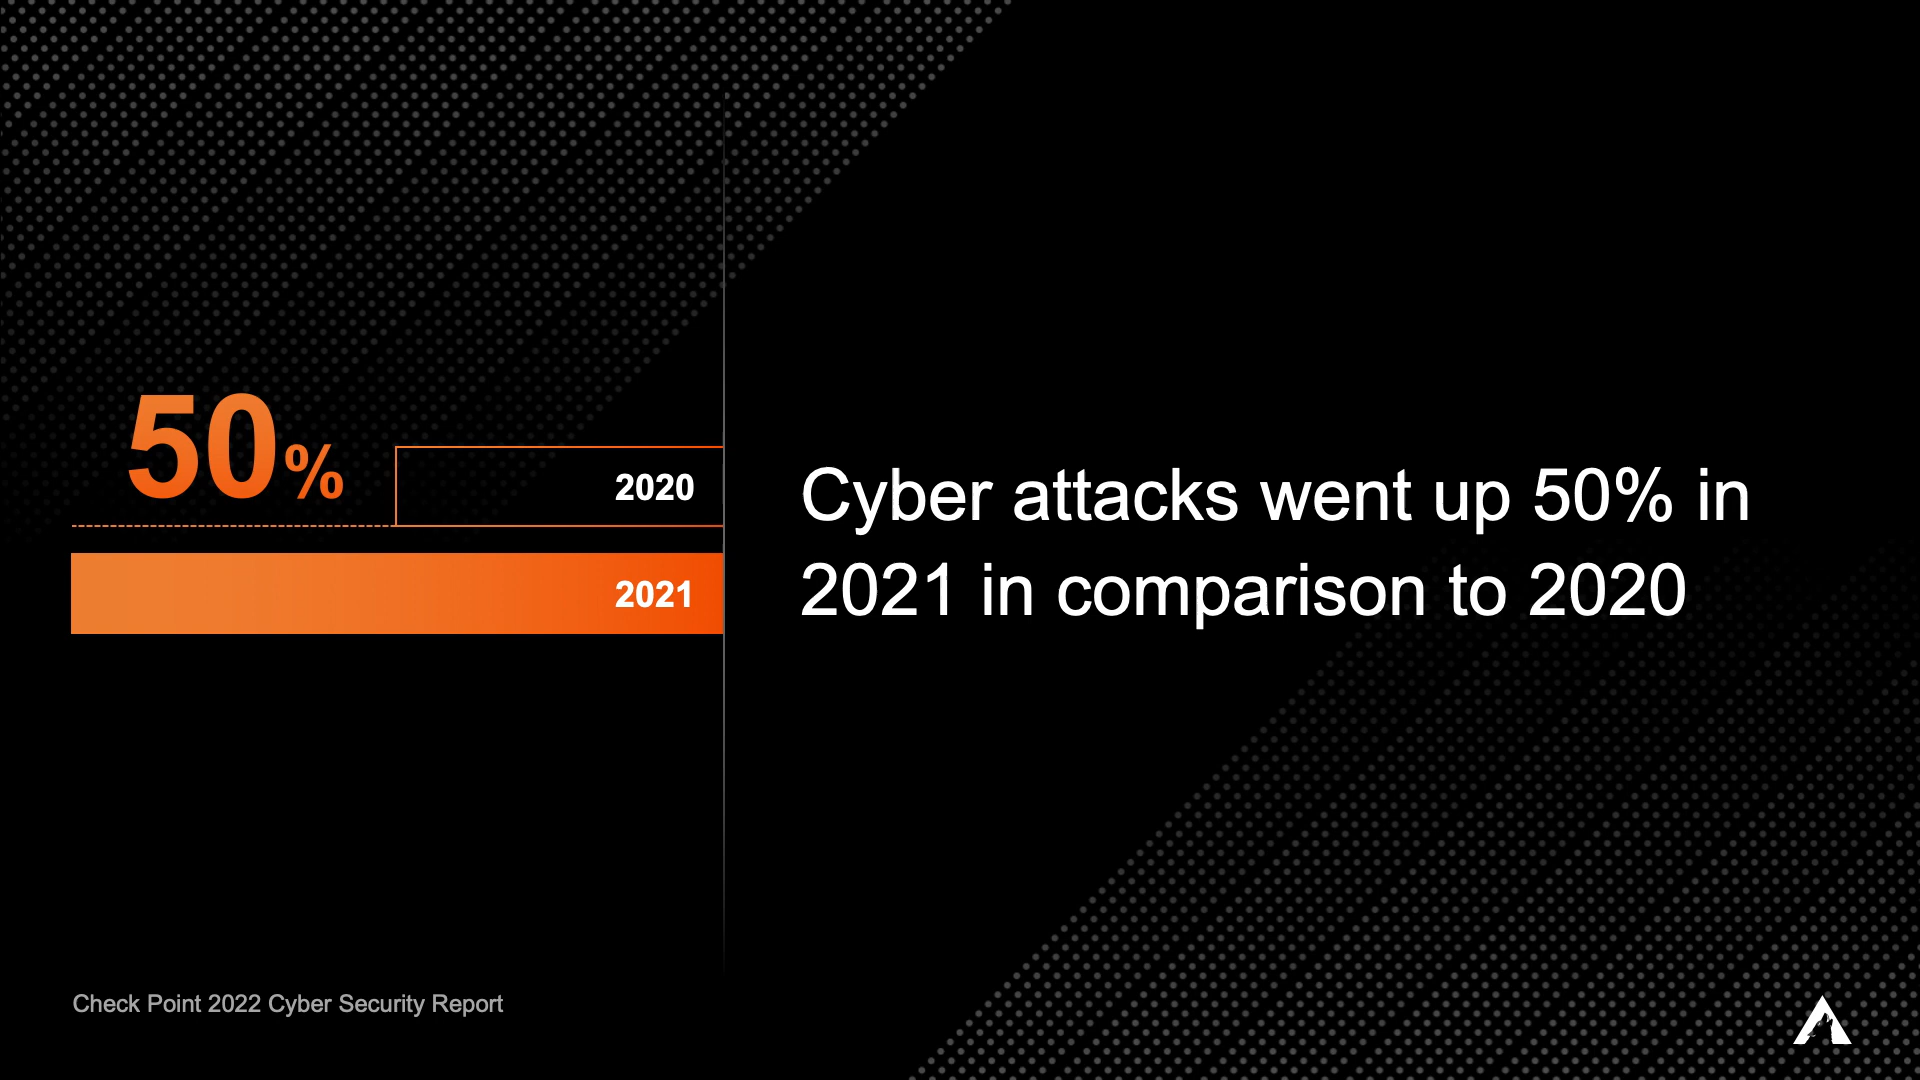 50%
2020
2021
Cyber attacks went up 50% in
2021 in comparison to 2020
Check Point 2022 Cyber Security Report